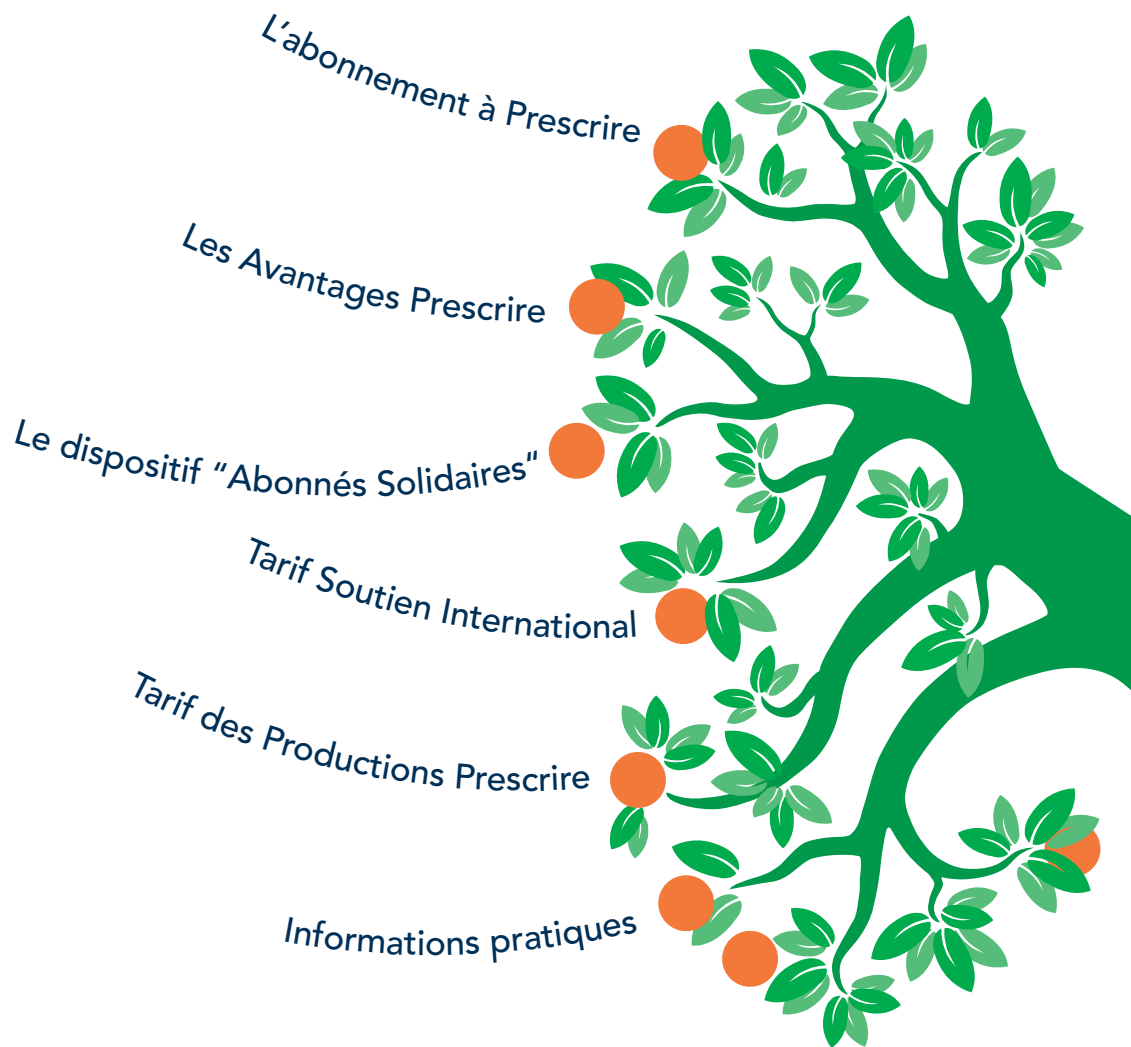 L’abonnement à Prescrire
Les Avantages Prescrire
Le dispositif “Abonnés Solidaires”
Tarif Soutien International
Tarif des Productions Prescrire
Informations pratiques